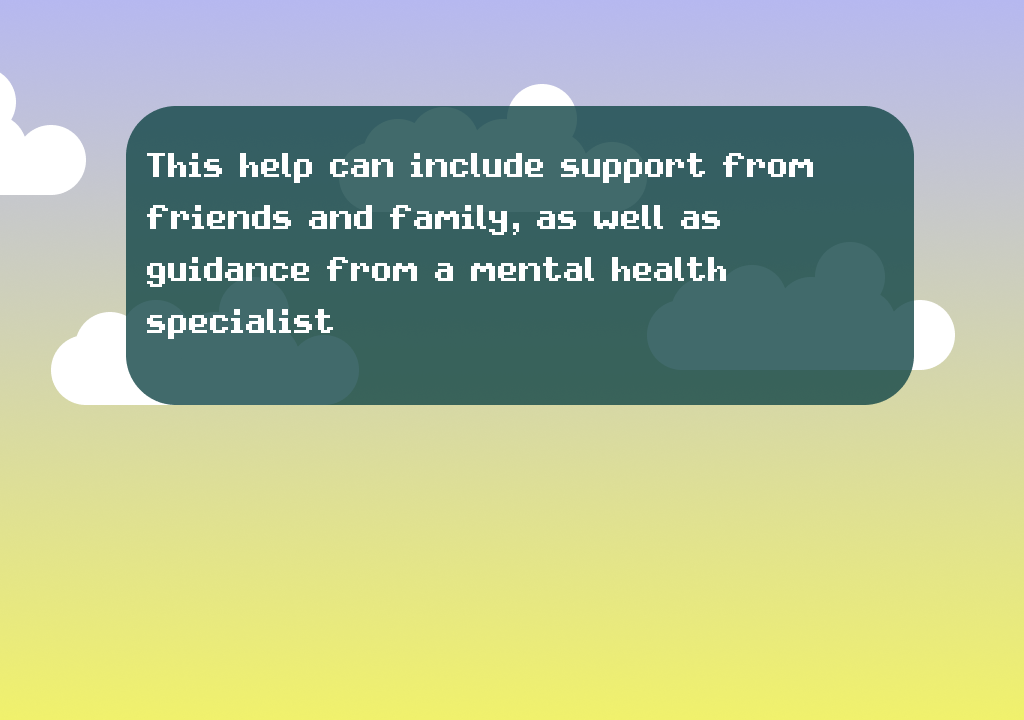 This help can include support from
friends and family, as well as
guidance from a mental health
specialist